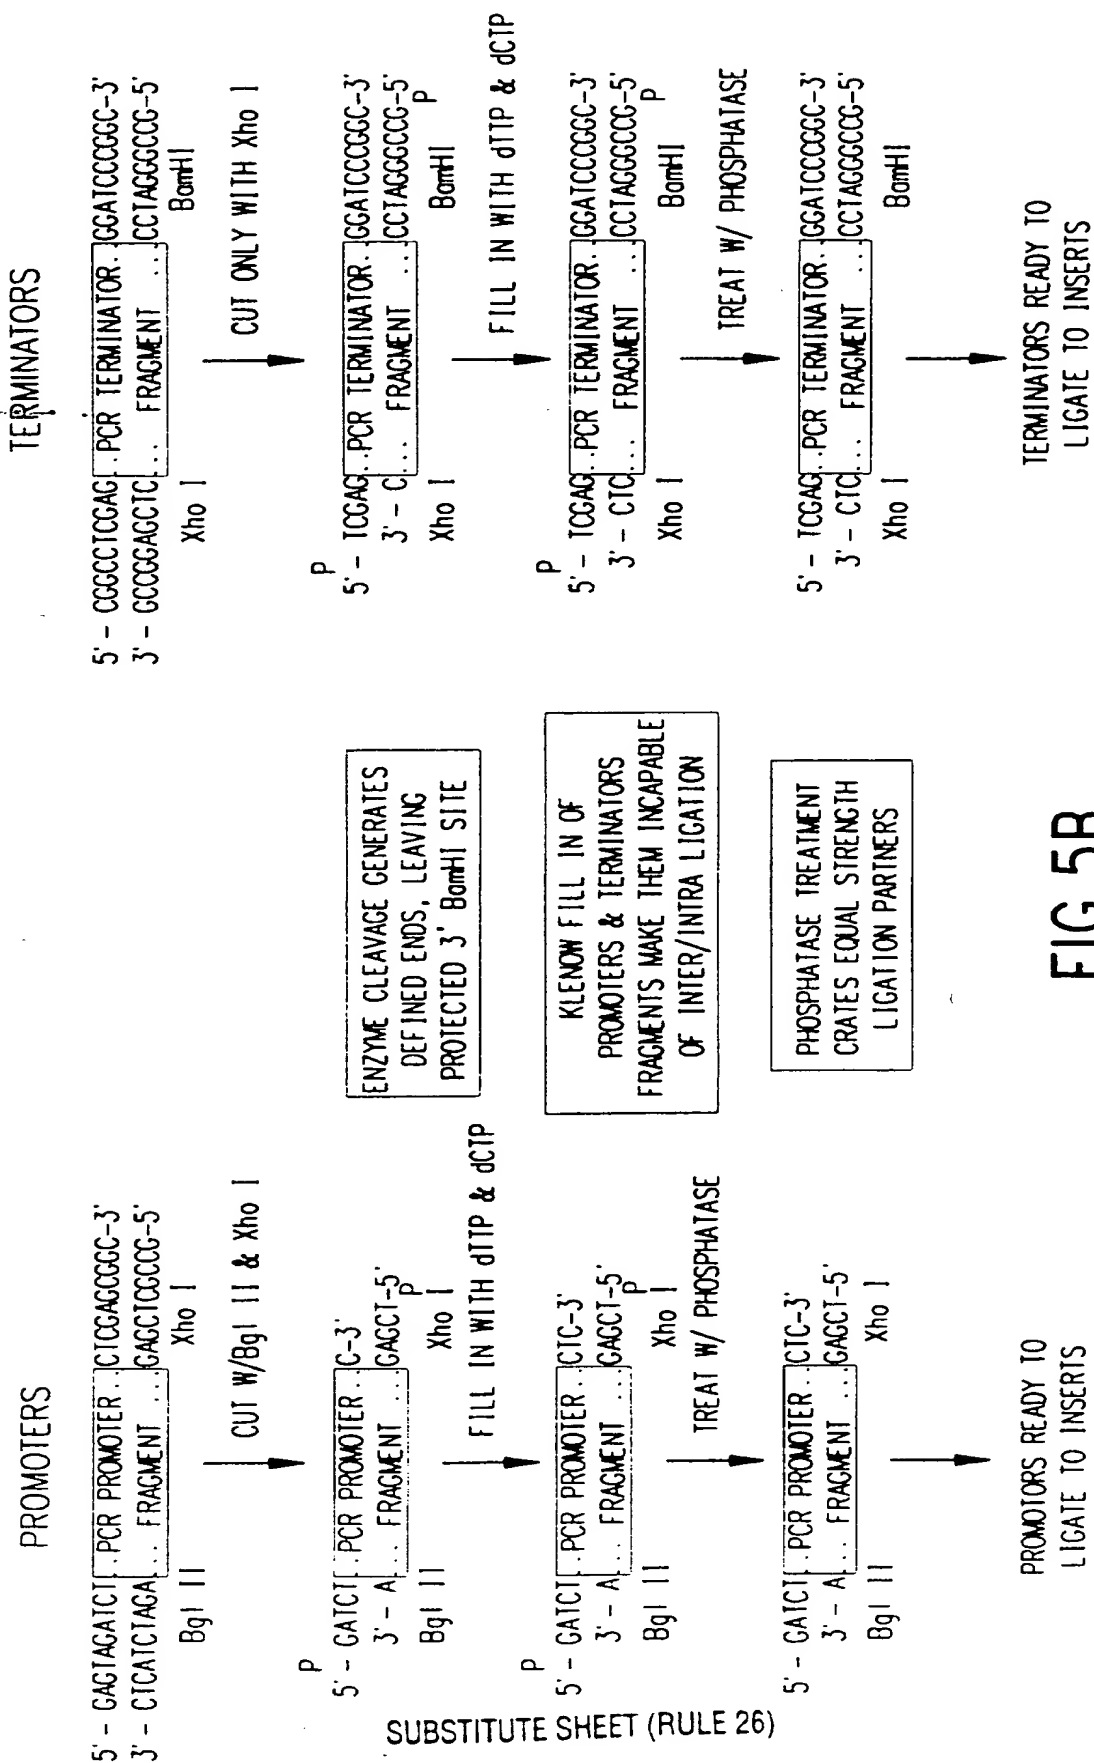 PROMOTERS
5' - GAGTAGATCT..PCR PROMOTER..CTCGAGCGGC-3'
3' - CTCATCTAGA... FRAGMENT ...GAGCTCGCCG-5'
Bgl II
Xho I
CUT W/Bgl II & Xho I
P
5' - GATCT..PCR PROMOTER..C-3'
3' - A... FRAGMENT ...GAGCT-5'
P
Bgl II
Xho I
FILL IN WITH dTTP & dCTP
P
5' - GATCT..PCR PROMOTER..CTC-3'
3' - A... FRAGMENT ...GAGCT-5'
P
Bgl II
Xho I
TREAT W/ PHOSPHATASE
5' - GATCT..PCR PROMOTER..CTC-3'
3' - A... FRAGMENT ...GAGCT-5'
Bgl II
Xho I
PROMOTORS READY TO
LIGATE TO INSERTS
ENZYME CLEAVAGE GENERATES
DEFINED ENDS, LEAVING
PROTECTED 3' BamHI SITE
KLENOW FILL IN OF
PROMOTERS & TERMINATORS
FRAGMENTS MAKE THEM INCAPABLE
OF INTER/INTRA LIGATION
PHOSPHATASE TREATMENT
CRATES EQUAL STRENGTH
LIGATION PARTNERS
TERMINATORS
5' - CGGCCTCGAG..PCR TERMINATOR..GGATCCCGGC-3'
3' - GCCGGAGCTC... FRAGMENT ...CCTAGGGCCG-5'
Xho I
BamHI
CUT ONLY WITH Xho I
P
5' - TCGAG..PCR TERMINATOR..GGATCCCGGC-3'
3' - C... FRAGMENT ...CCTAGGGCCG-5'
P
Xho I
BamHI
FILL IN WITH dTTP & dCTP
P
5' - TCGAG..PCR TERMINATOR..GGATCCCGGC-3'
3' - CTC... FRAGMENT ...CCTAGGGCCG-5'
P
Xho I
BamHI
TREAT W/ PHOSPHATASE
5' - TCGAG..PCR TERMINATOR..GGATCCCGGC-3'
3' - CTC... FRAGMENT ...CCTAGGGCCG-5'
Xho I
BamHI
TERMINATORS READY TO
LIGATE TO INSERTS
FIG. 5B
SUBSTITUTE SHEET (RULE 26)